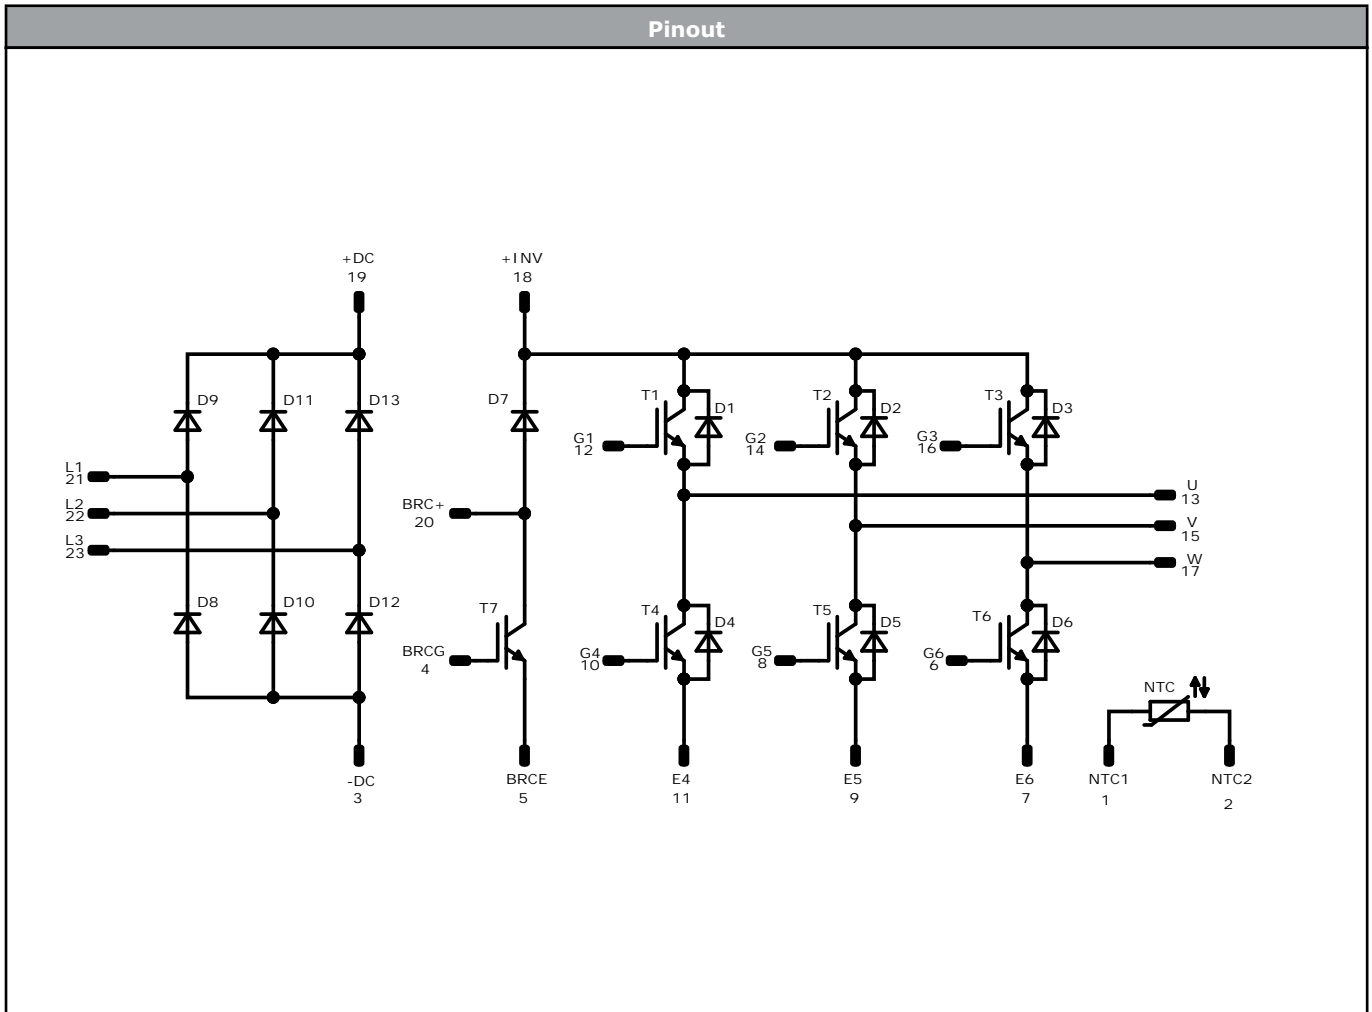 Pinout
+DC
19
+INV
18
D9
D11
D13
D7
T1
D1
T2
D2
T3
D3
G1
12
G2
14
G3
16
L1
21
L2
22
L3
23
BRC+
20
U
13
V
15
W
17
D8
D10
D12
T7
T4
D4
T5
D5
T6
D6
BRCG
4
G4
10
G5
8
G6
6
NTC
-DC
3
BRCE
5
E4
11
E5
9
E6
7
NTC1
1
NTC2
2